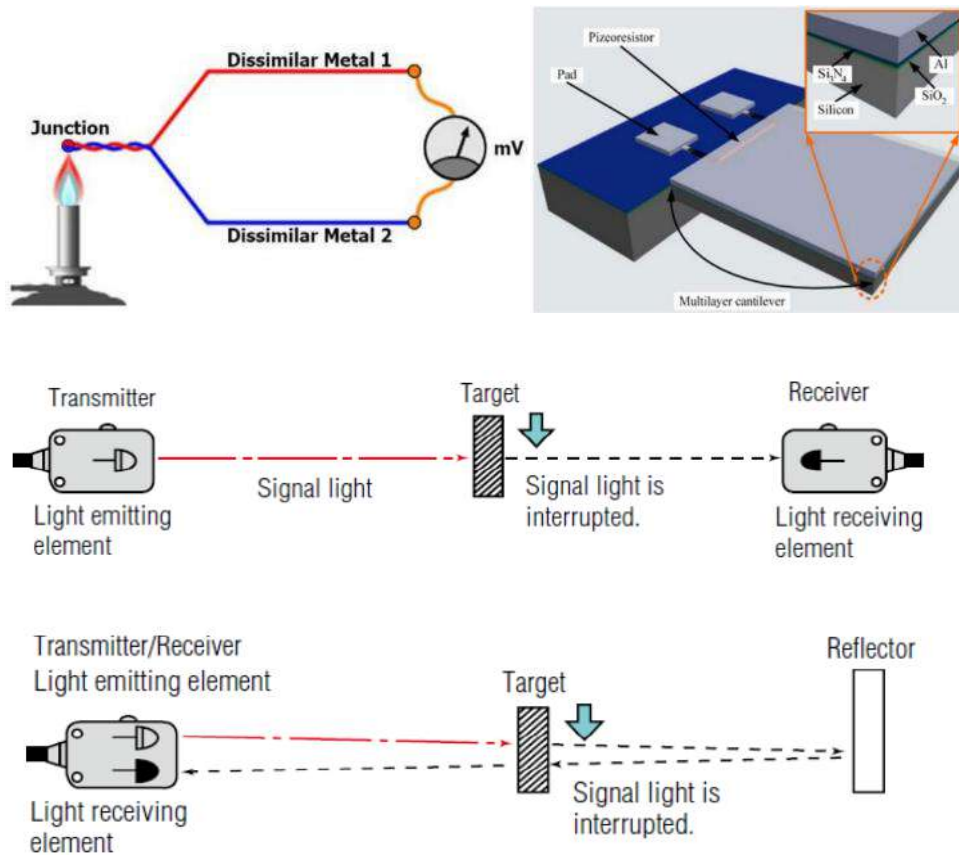 Dissimilar Metal 1
Junction
mV
Dissimilar Metal 2
Pizcoresistor
Pad
Si3N4
Al
SiO2
Silicon
Multilayer cantilever
Transmitter
Target
Receiver
Signal light
Signal light is
interrupted.
Light emitting
element
Light receiving
element
Transmitter/Receiver
Light emitting element
Target
Reflector
Signal light is
interrupted.
Light receiving
element